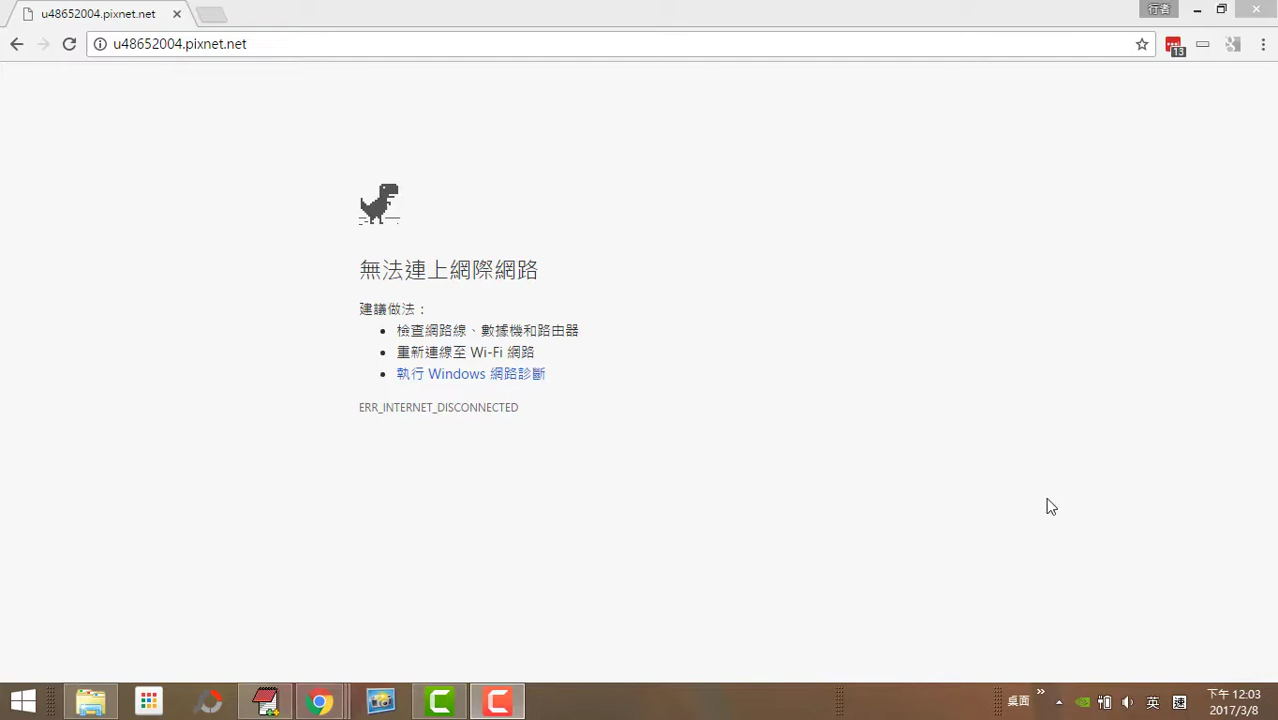 u48652004.pixnet.net
行者
u48652004.pixnet.net
13
無法連上網際網路
建議做法：
檢查網路線、數據機和路由器
重新連線至 Wi-Fi 網路
執行 Windows 網路診斷
ERR_INTERNET_DISCONNECTED
桌面
英
下午 12:03
2017/3/8